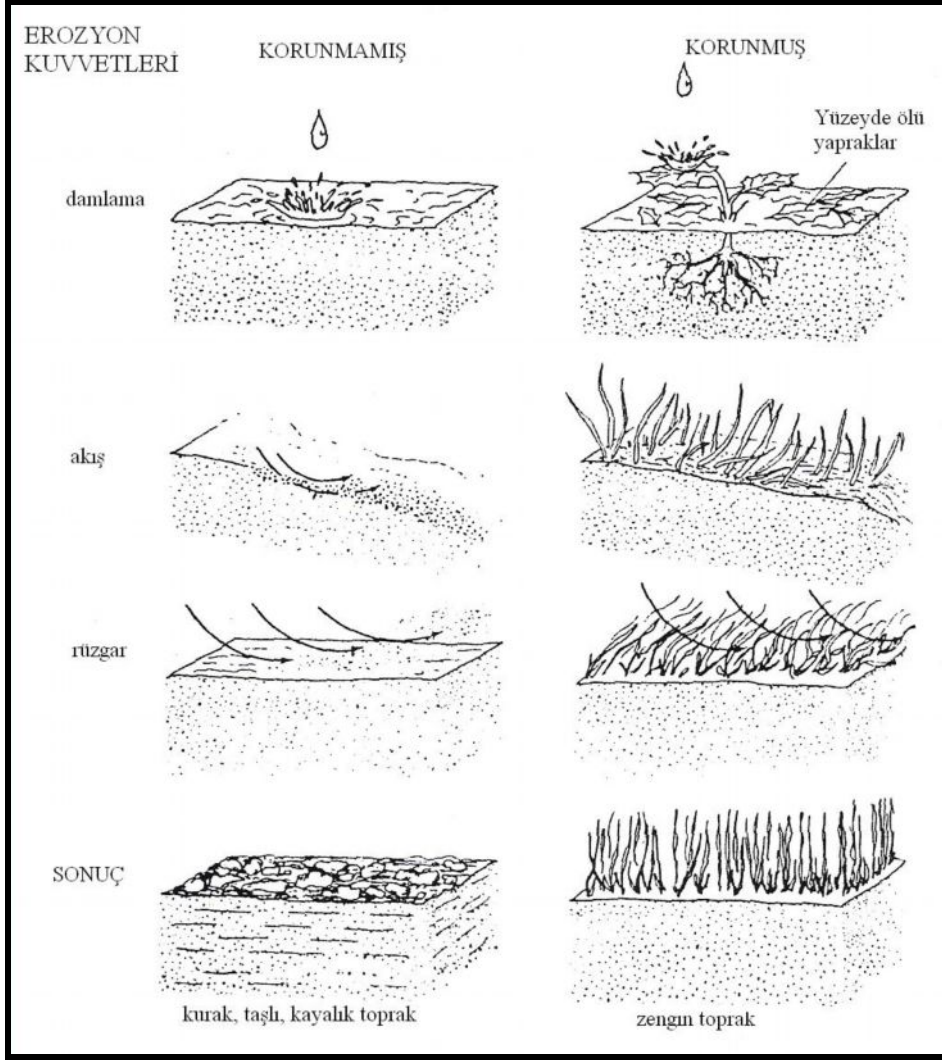 EROZYON
KUVVETLERİ
KORUNMAMIŞ
KORUNMUŞ
Yüzeyde ölü
yapraklar
damlama
akış
rüzgar
SONUÇ
kurak, taşlı, kayalık toprak
zengın toprak